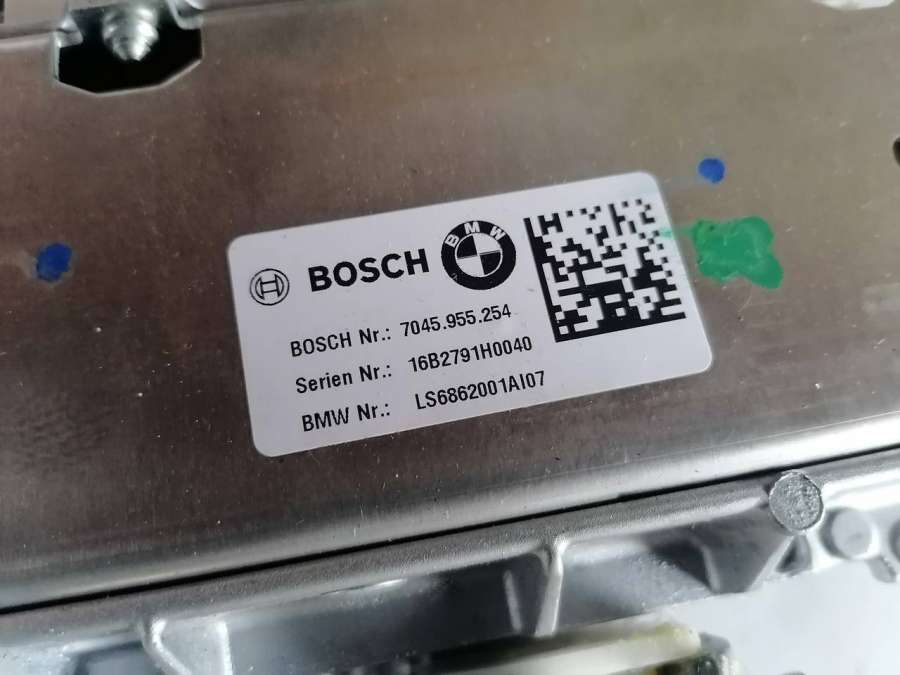 BOSCH BMW
BOSCH Nr.: 7045.955.254
Serien Nr.: 16B2791H0040
BMW Nr.: LS6862001AI07